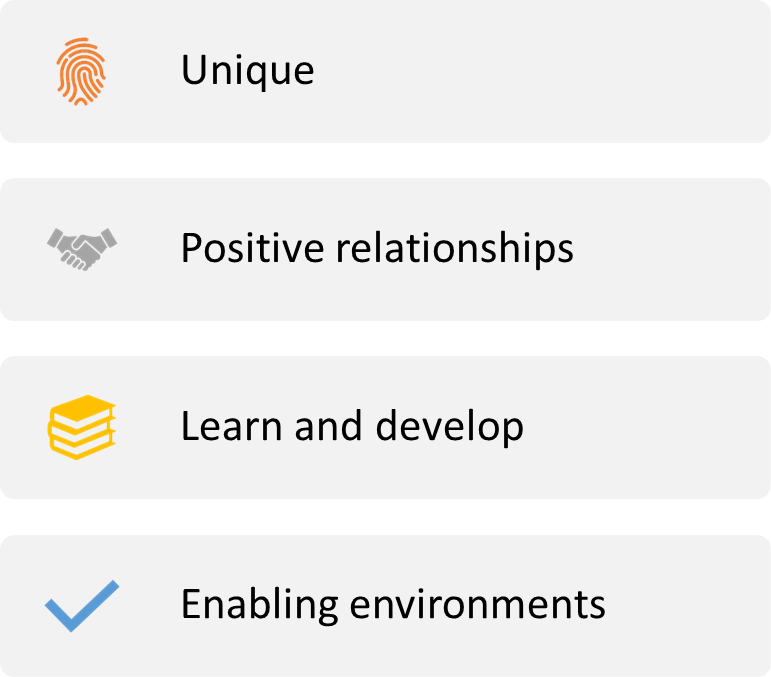 Unique
Positive relationships
Learn and develop
Enabling environments